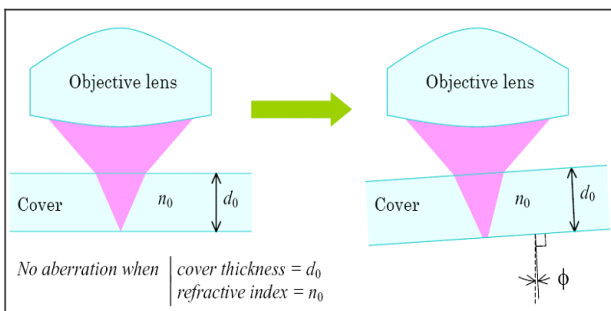 Objective lens
Cover
n₀
d₀
No aberration when
cover thickness = d₀
refractive index = n₀
Objective lens
Cover
n₀
d₀
ϕ